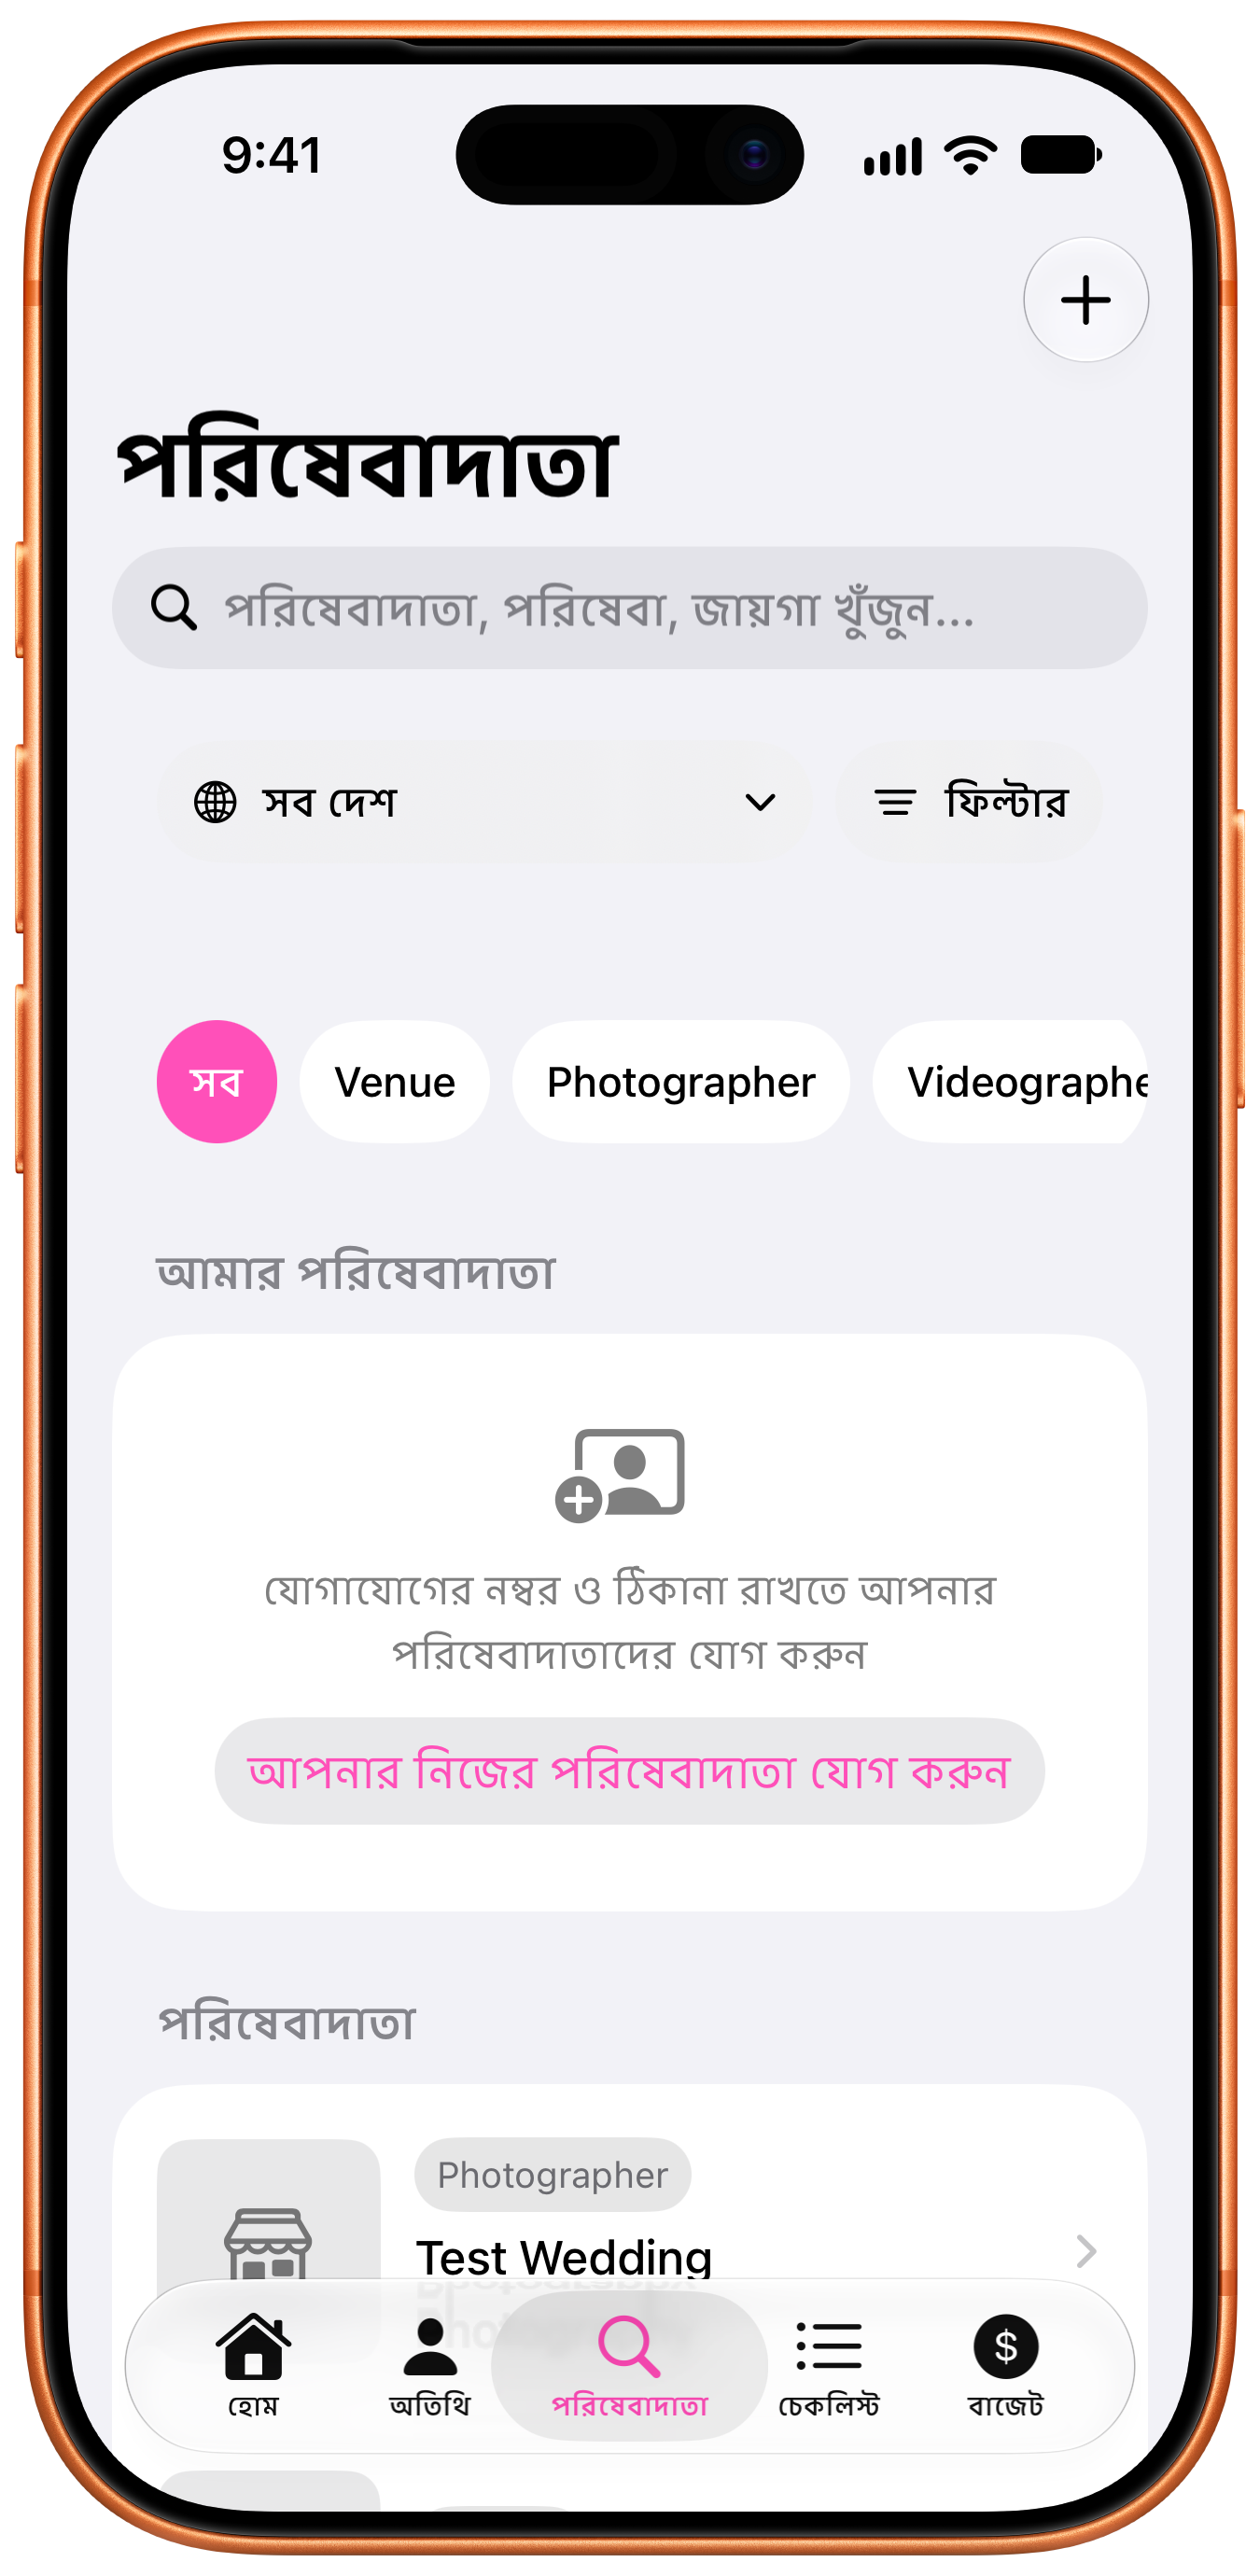 9:41
পরিষেবাদাতা
পরিষেবাদাতা, পরিষেবা, জায়গা খুঁজুন...
সব দেশ
ফিল্টার
সব
Venue
Photographer
Videographe
আমার পরিষেবাদাতা
যোগাযোগের নম্বর ও ঠিকানা রাখতে আপনার
পরিষেবাদাতাদের যোগ করুন
আপনার নিজের পরিষেবাদাতা যোগ করুন
পরিষেবাদাতা
Photographer
Test Wedding
হোম
অতিথি
পরিষেবাদাতা
চেকলিস্ট
বাজেট